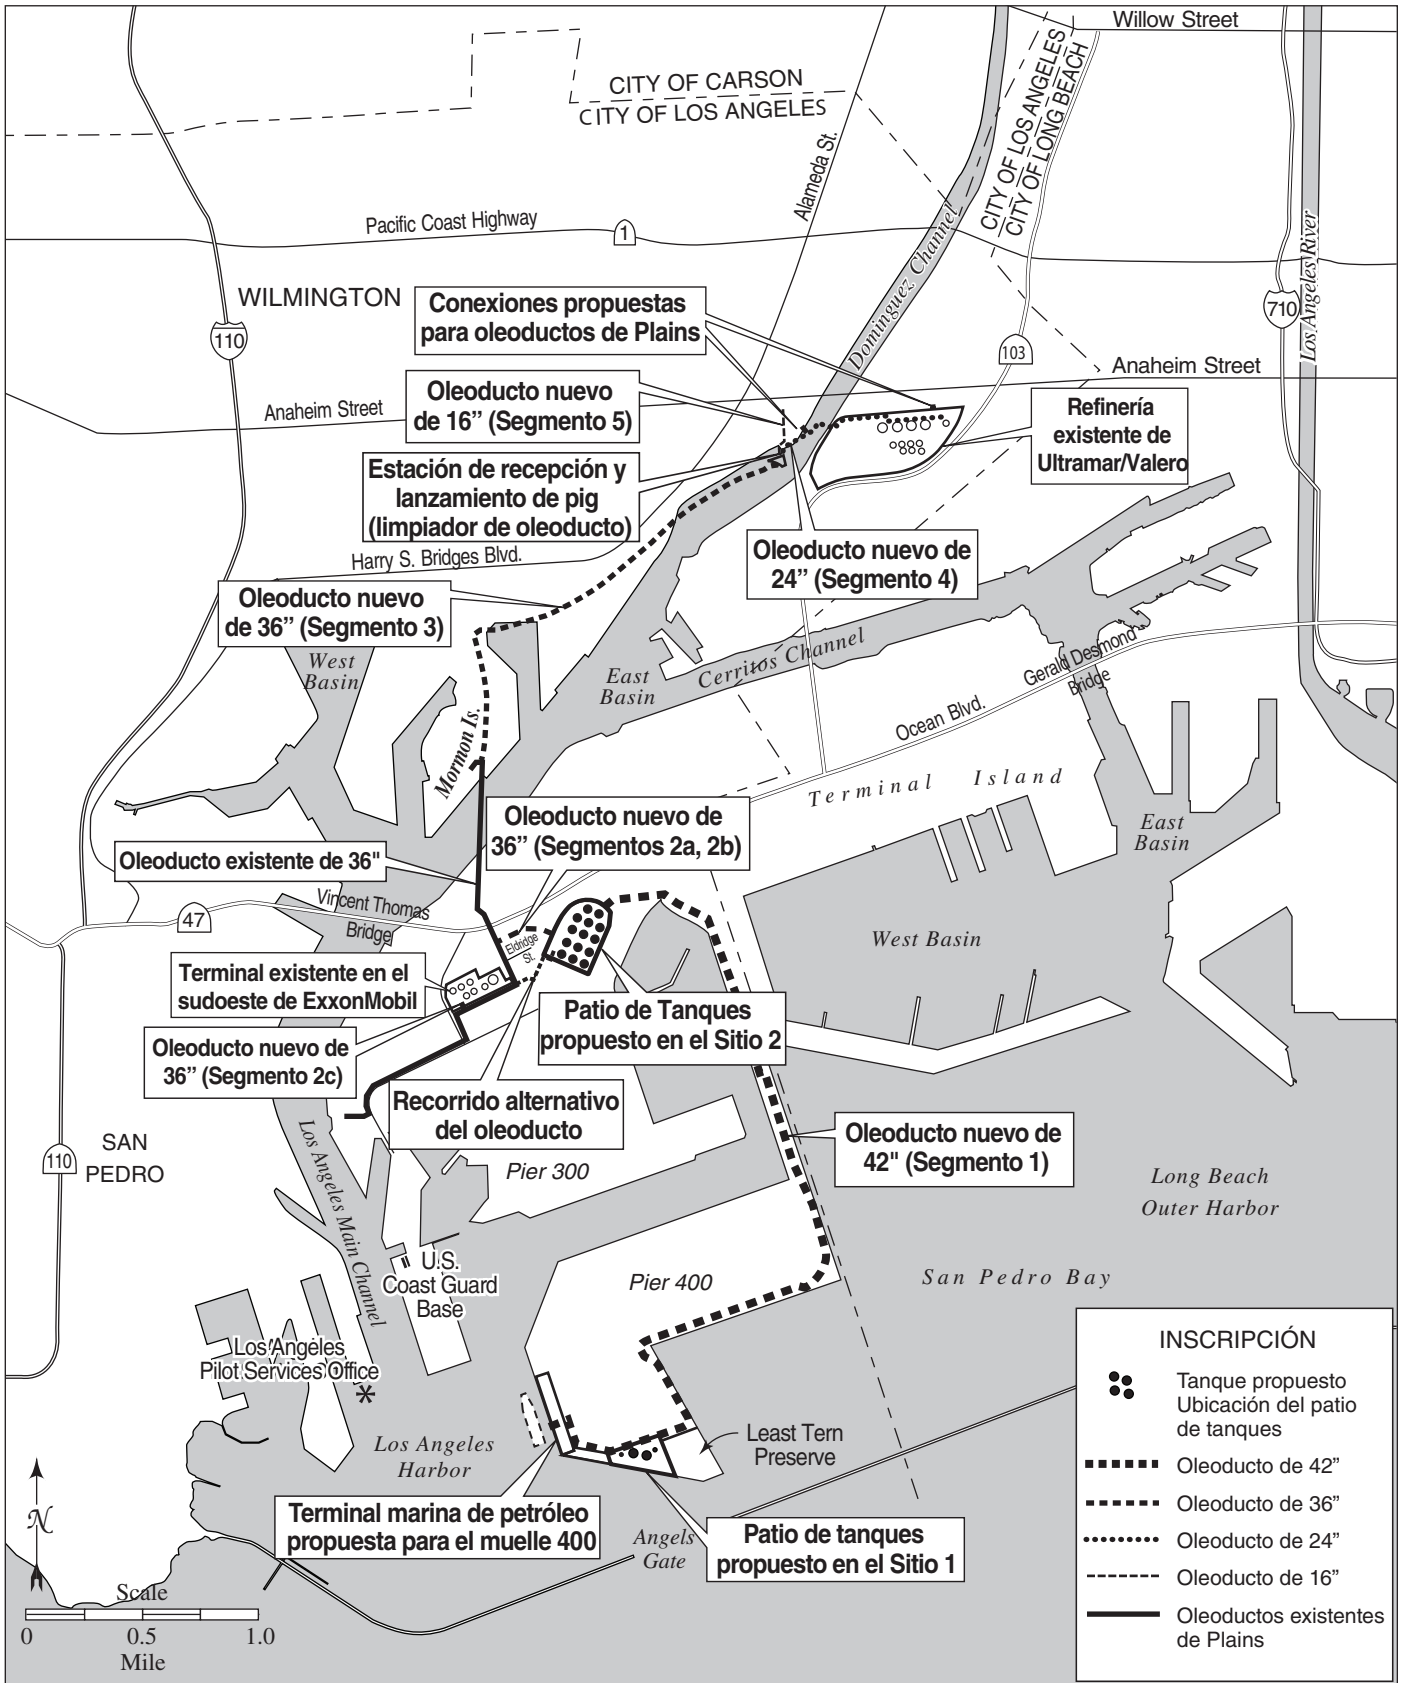 Willow Street
CITY OF CARSON
CITY OF LOS ANGELES
CITY OF LOS ANGELES
CITY OF LONG BEACH
Alameda St.
Pacific Coast Highway
1
Dominguez Channel
Los Angeles River
WILMINGTON
110
710
103
Conexiones propuestas
para oleoductos de Plains
Anaheim Street
Oleoducto nuevo
de 16” (Segmento 5)
Anaheim Street
Refinería
existente de
Ultramar/Valero
Estación de recepción y
lanzamiento de pig
(limpiador de oleoducto)
Oleoducto nuevo de
24” (Segmento 4)
Harry S. Bridges Blvd.
Oleoducto nuevo
de 36” (Segmento 3)
West
Basin
East
Basin
Cerritos Channel
Gerald Desmond
Bridge
Ocean Blvd.
Mormon Is.
Terminal Island
Oleoducto nuevo de
36” (Segmentos 2a, 2b)
East
Basin
Oleoducto existente de 36"
Vincent Thomas
Bridge
47
Eldridge
St.
West Basin
Terminal existente en el
sudoeste de ExxonMobil
Patio de Tanques
propuesto en el Sitio 2
Oleoducto nuevo de
36” (Segmento 2c)
Recorrido alternativo
del oleoducto
Oleoducto nuevo de
42" (Segmento 1)
SAN
PEDRO
110
Los Angeles Main Channel
Pier 300
Long Beach
Outer Harbor
U.S.
Coast Guard
Base
Pier 400
San Pedro Bay
Los Angeles
Pilot Services Office
*
Los Angeles
Harbor
Least Tern
Preserve
Terminal marina de petróleo
propuesta para el muelle 400
Angels
Gate
Patio de tanques
propuesto en el Sitio 1
N
Scale
0 0.5 1.0
Mile
INSCRIPCIÓN
Tanque propuesto
Ubicación del patio
de tanques
Oleoducto de 42”
Oleoducto de 36”
Oleoducto de 24”
Oleoducto de 16”
Oleoductos existentes
de Plains